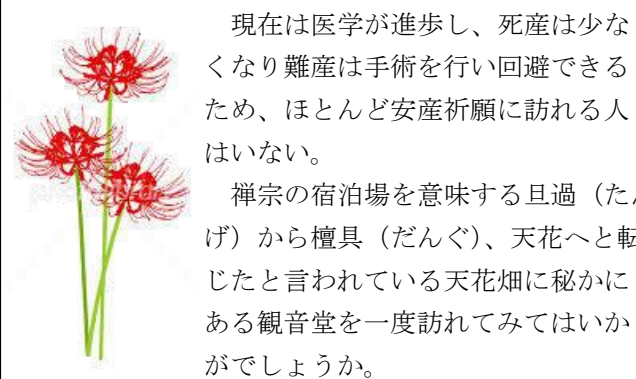 現在は医学が進歩し、死産は少な
くなり難産は手術を行い回避できる
ため、ほとんど安産祈願に訪れる人
はいない。
禅宗の宿泊場を意味する旦過（たん
げ）から檀具（だんぐ）、天花へと転
じたと言われている天花畑に秘かに
ある観音堂を一度訪れてみてはいか
がでしょうか。